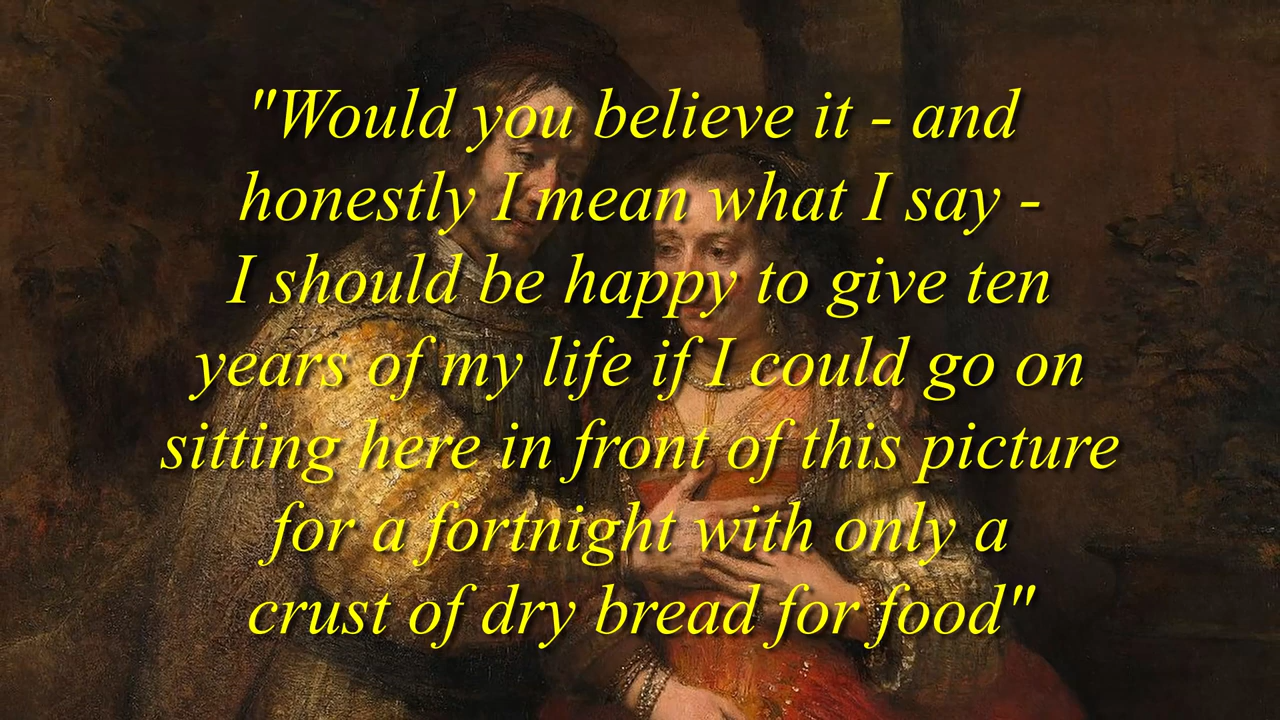 "Would you believe it - and
honestly I mean what I say -
I should be happy to give ten
years of my life if I could go on
sitting here in front of this picture
for a fortnight with only a
crust of dry bread for food"